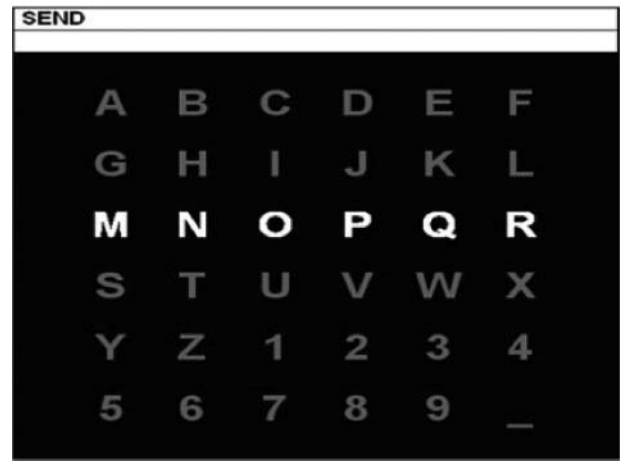 SEND
A B C D E F
G H I J K L
M N O P Q R
S T U V W X
Y Z 1 2 3 4
5 6 7 8 9 _